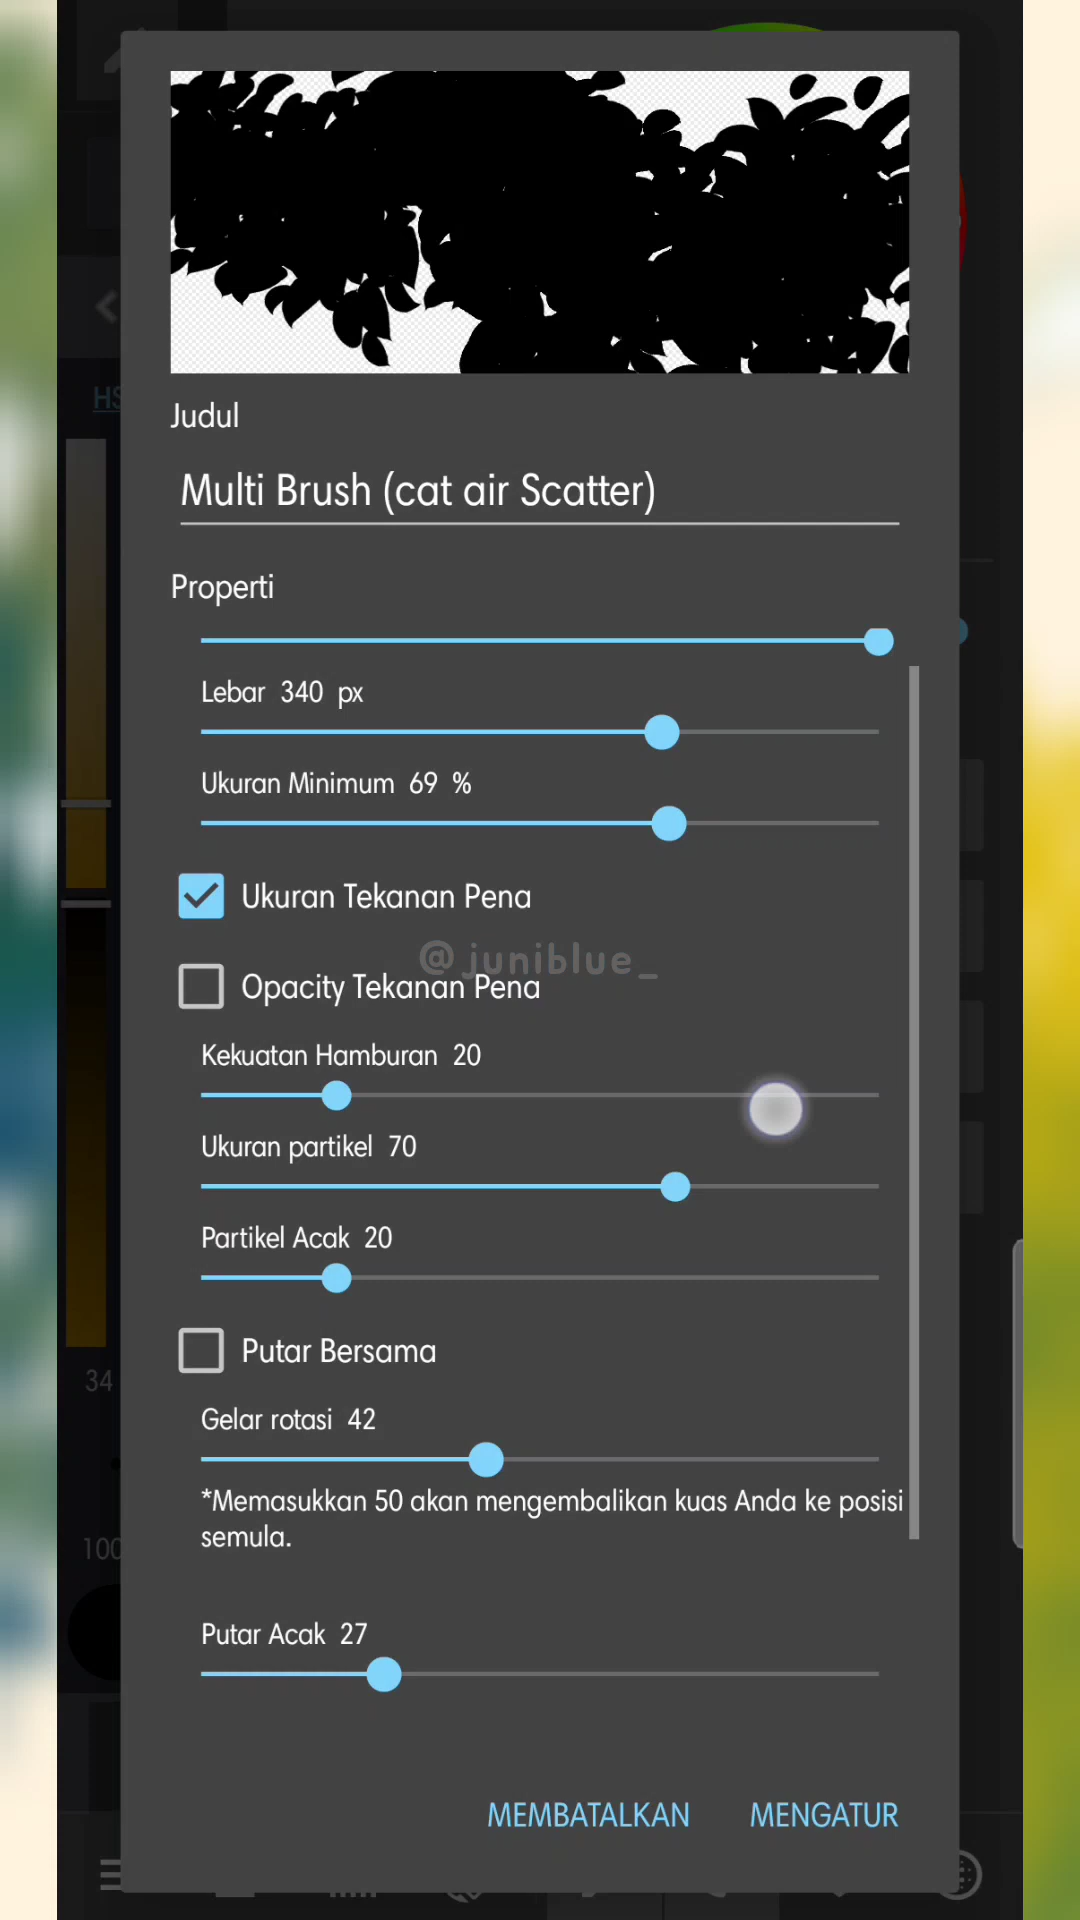 Judul
Multi Brush (cat air Scatter)
Properti
Lebar 340 px
Ukuran Minimum 69 %
Ukuran Tekanan Pena
@juniblue_
Opacity Tekanan Pena
Kekuatan Hamburan 20
Ukuran partikel 70
Partikel Acak 20
Putar Bersama
34
Gelar rotasi 42
*Memasukkan 50 akan mengembalikan kuas Anda ke posisi
semula.
100
Putar Acak 27
MEMBATALKAN MENGATUR